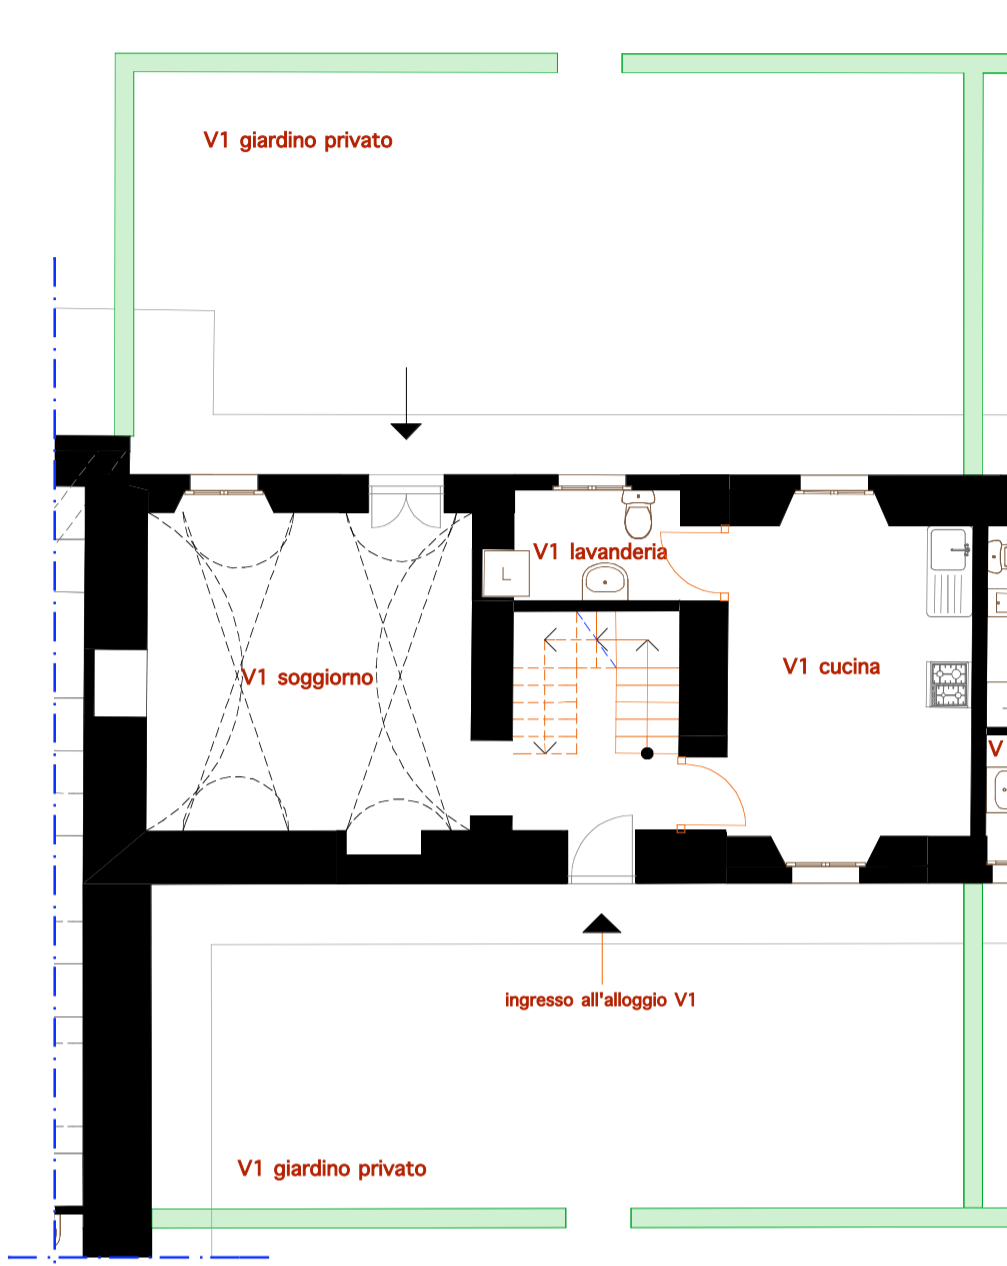 V1 giardino privato
V1 lavanderia
L
V1 soggiorno
V1 cucina
V
ingresso all'alloggio V1
V1 giardino privato